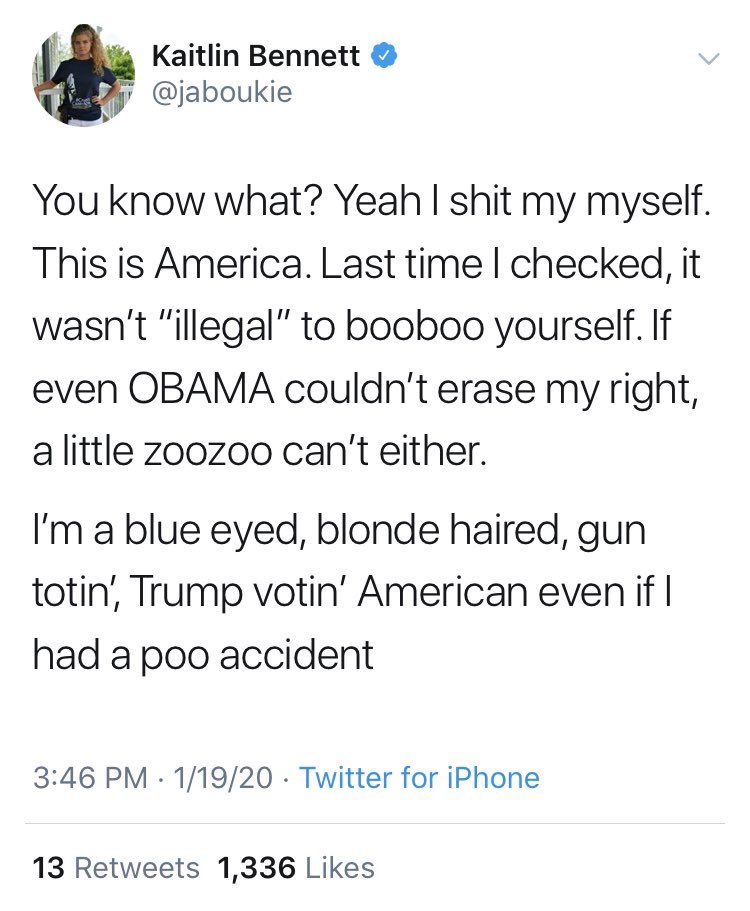 Kaitlin Bennett
@jaboukie
You know what? Yeah I shit my myself.
This is America. Last time I checked, it
wasn’t “illegal” to booboo yourself. If
even OBAMA couldn’t erase my right,
a little zoozoo can’t either.
I’m a blue eyed, blonde haired, gun
totin’, Trump votin’ American even if I
had a poo accident
3:46 PM · 1/19/20 · Twitter for iPhone
13 Retweets 1,336 Likes